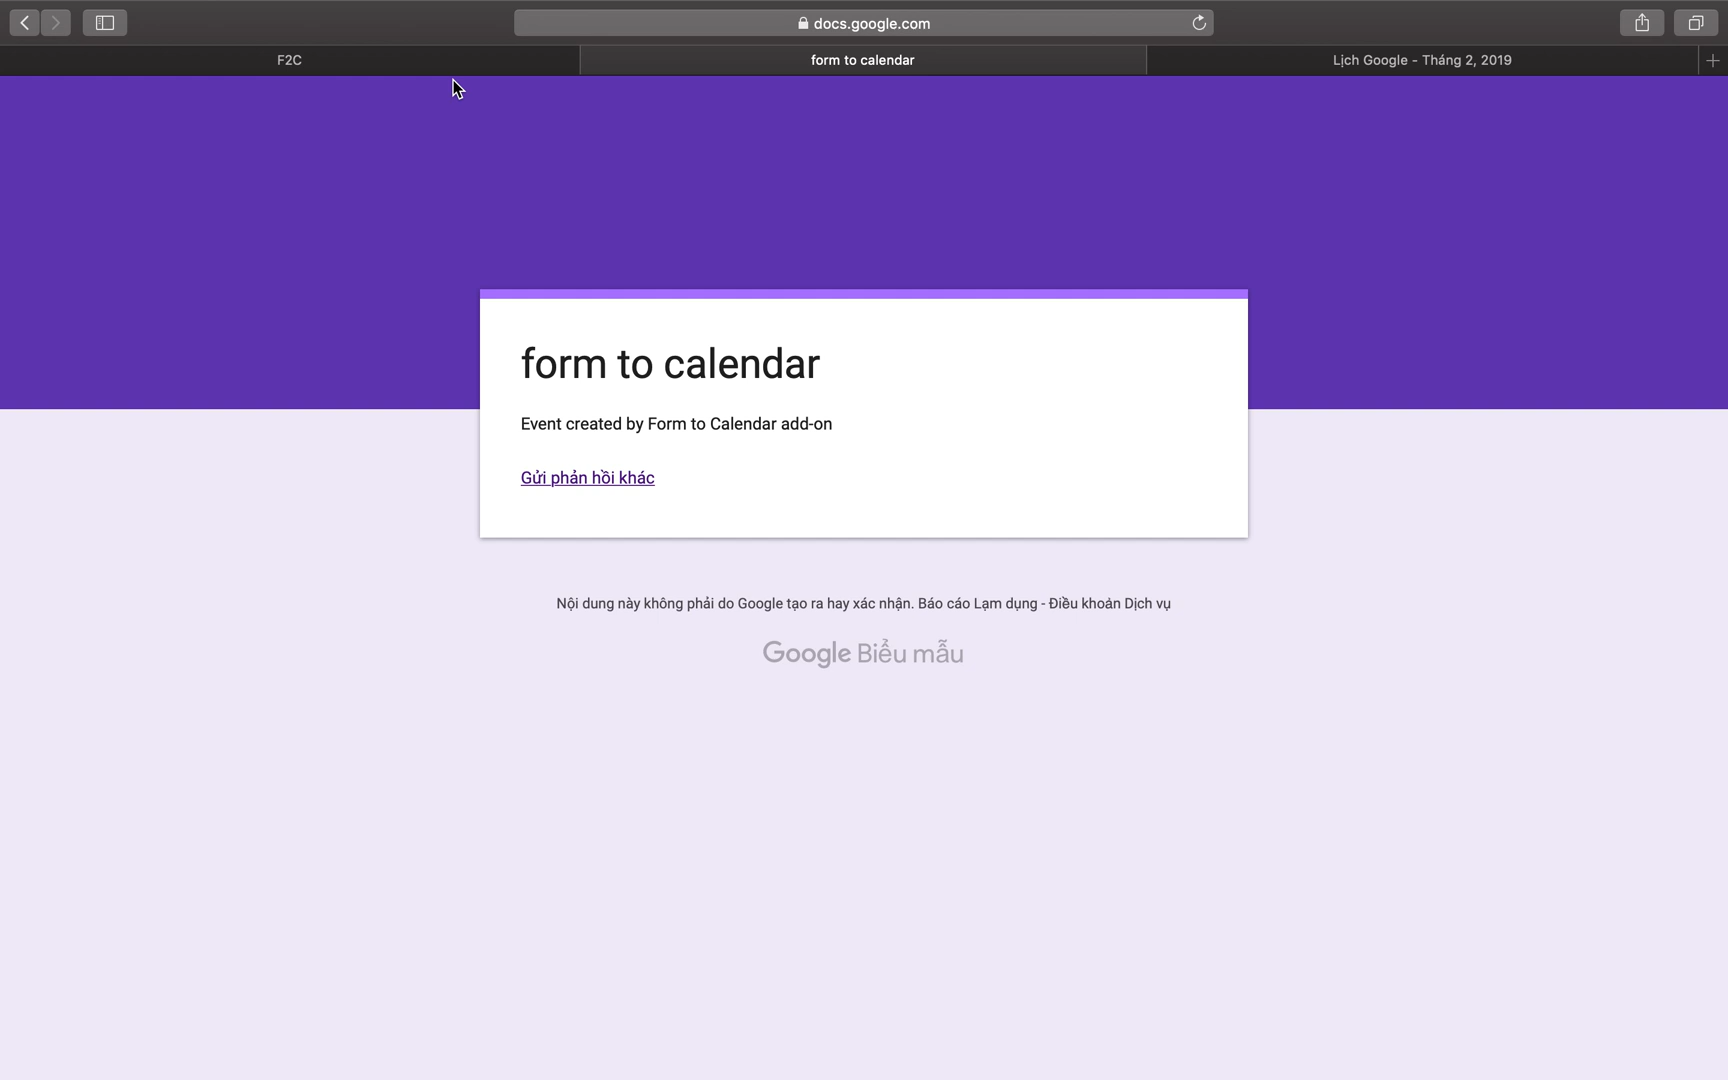 docs.google.com
F2C
form to calendar
Lịch Google - Tháng 2, 2019
form to calendar
Event created by Form to Calendar add-on
Gửi phản hồi khác
Nội dung này không phải do Google tạo ra hay xác nhận. Báo cáo Lạm dụng - Điều khoản Dịch vụ
Google Biểu mẫu